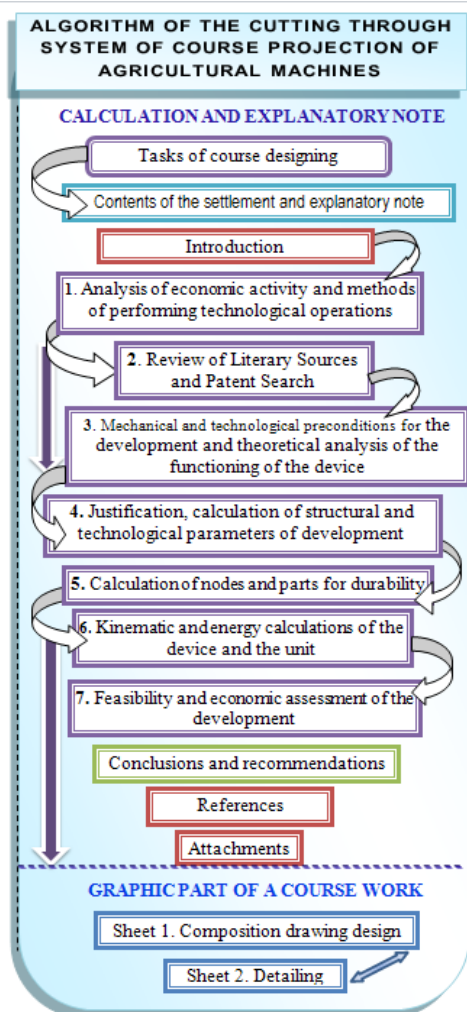 ALGORITHM OF THE CUTTING THROUGH
SYSTEM OF COURSE PROJECTION OF
AGRICULTURAL MACHINES
CALCULATION AND EXPLANATORY NOTE
Tasks of course designing
Contents of the settlement and explanatory note
Introduction
1. Analysis of economic activity and methods
of performing technological operations
2. Review of Literary Sources
and Patent Search
3. Mechanical and technological preconditions for the
development and theoretical analysis of the
functioning of the device
4. Justification, calculation of structural and
technological parameters of development
5. Calculation of nodes and parts for durability
6. Kinematic and energy calculations of the
device and the unit
7. Feasibility and economic assessment of the
development
Conclusions and recommendations
References
Attachments
GRAPHIC PART OF A COURSE WORK
Sheet 1. Composition drawing design
Sheet 2. Detailing